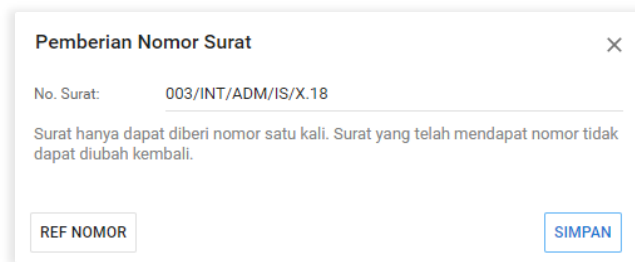 Pemberian Nomor Surat
No. Surat: 003/INT/ADM/IS/X.18
Surat hanya dapat diberi nomor satu kali. Surat yang telah mendapat nomor tidak
dapat diubah kembali.
REF NOMOR SIMPAN